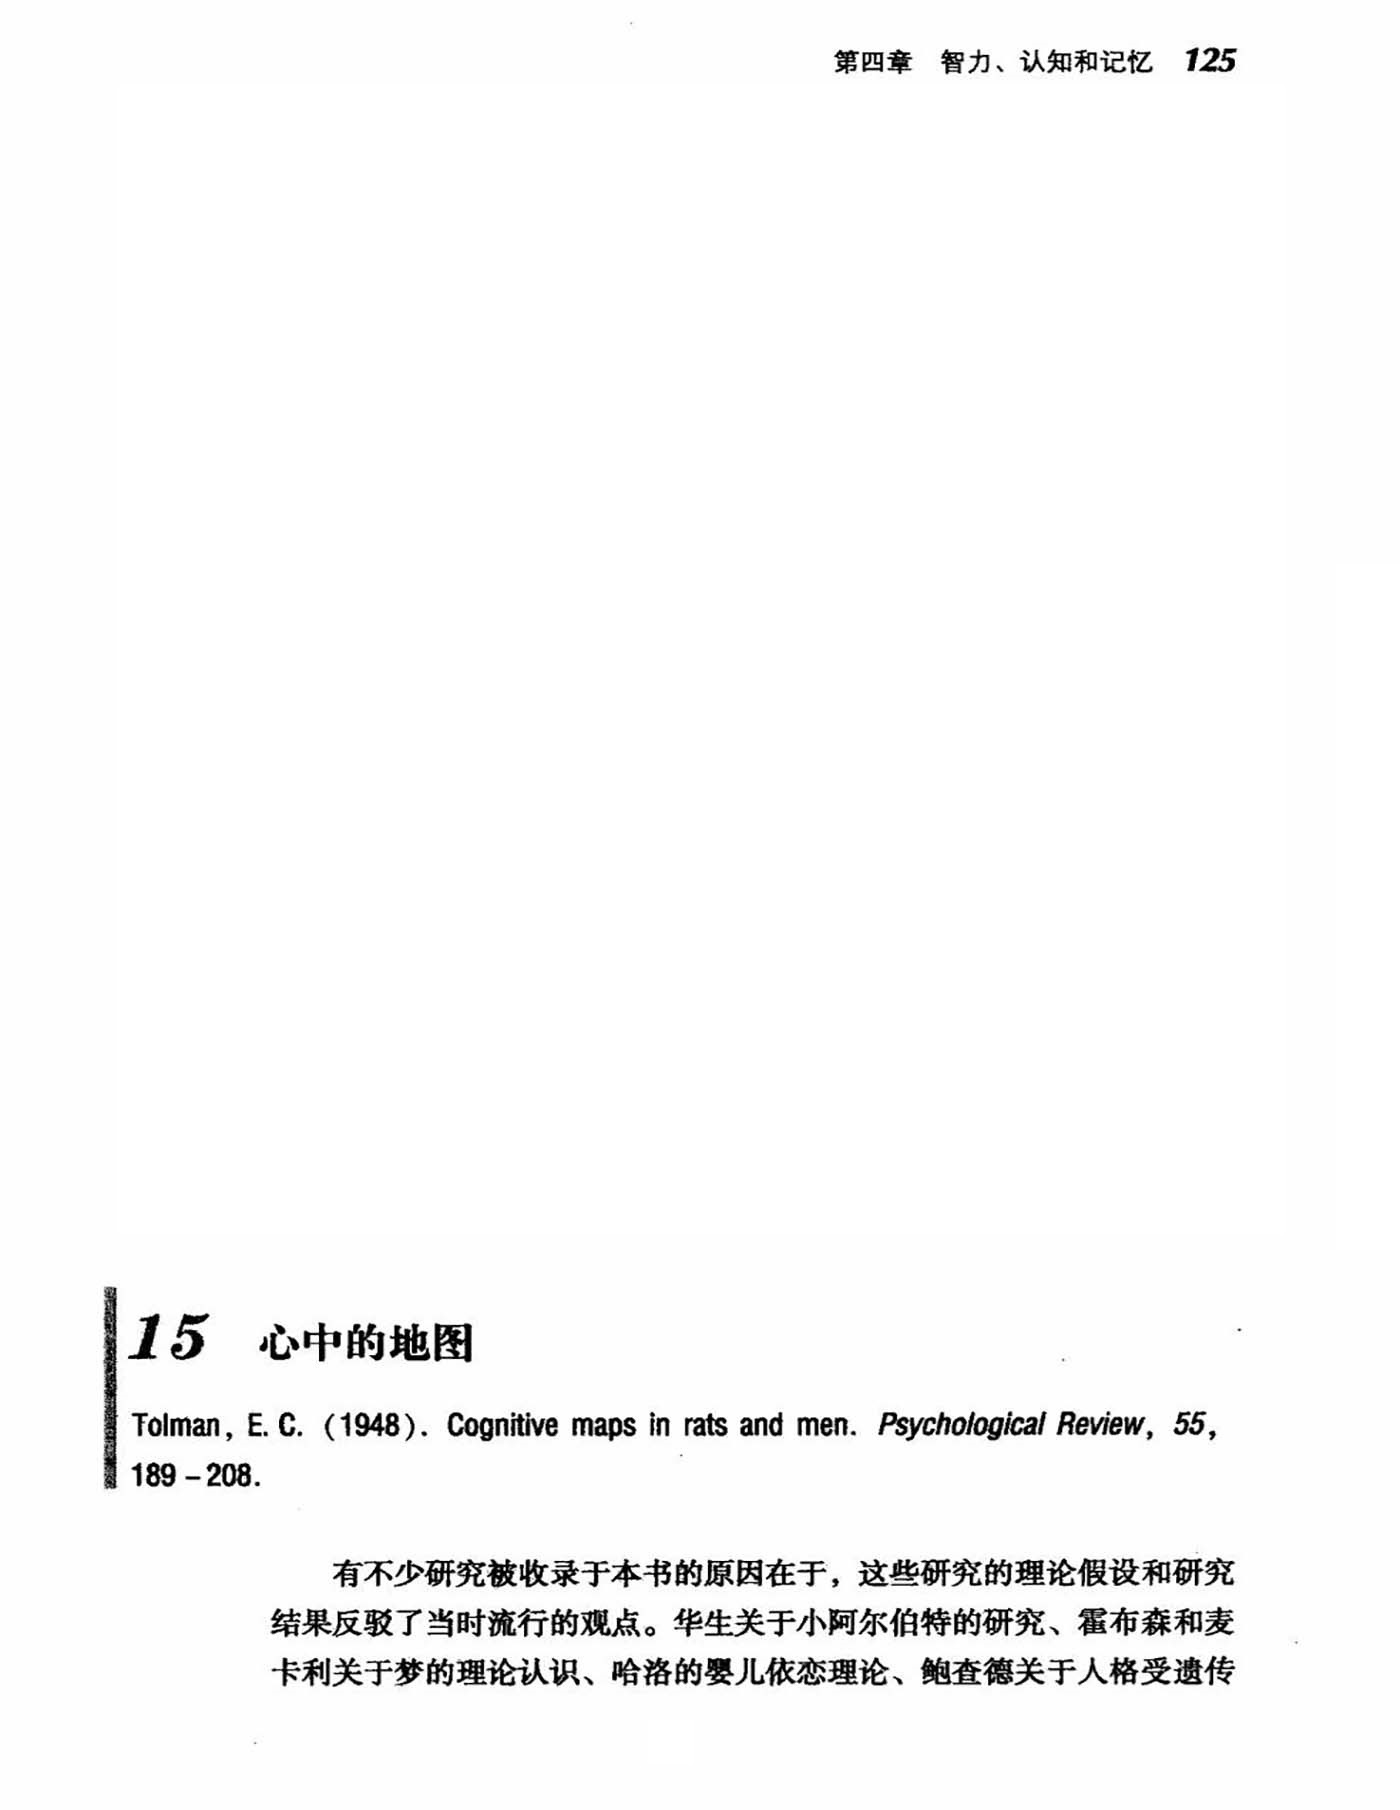 第四章 智力、认知和记忆 125
15 心中的地图
Tolman, E. C. (1948). Cognitive maps in rats and men. Psychological Review, 55,
189-208.
有不少研究被收录于本书的原因在于，这些研究的理论假设和研究
结果反驳了当时流行的观点。华生关于小阿尔伯特的研究、霍布森和麦
卡利关于梦的理论认识、哈洛的婴儿依恋理论、鲍查德关于人格受遗传